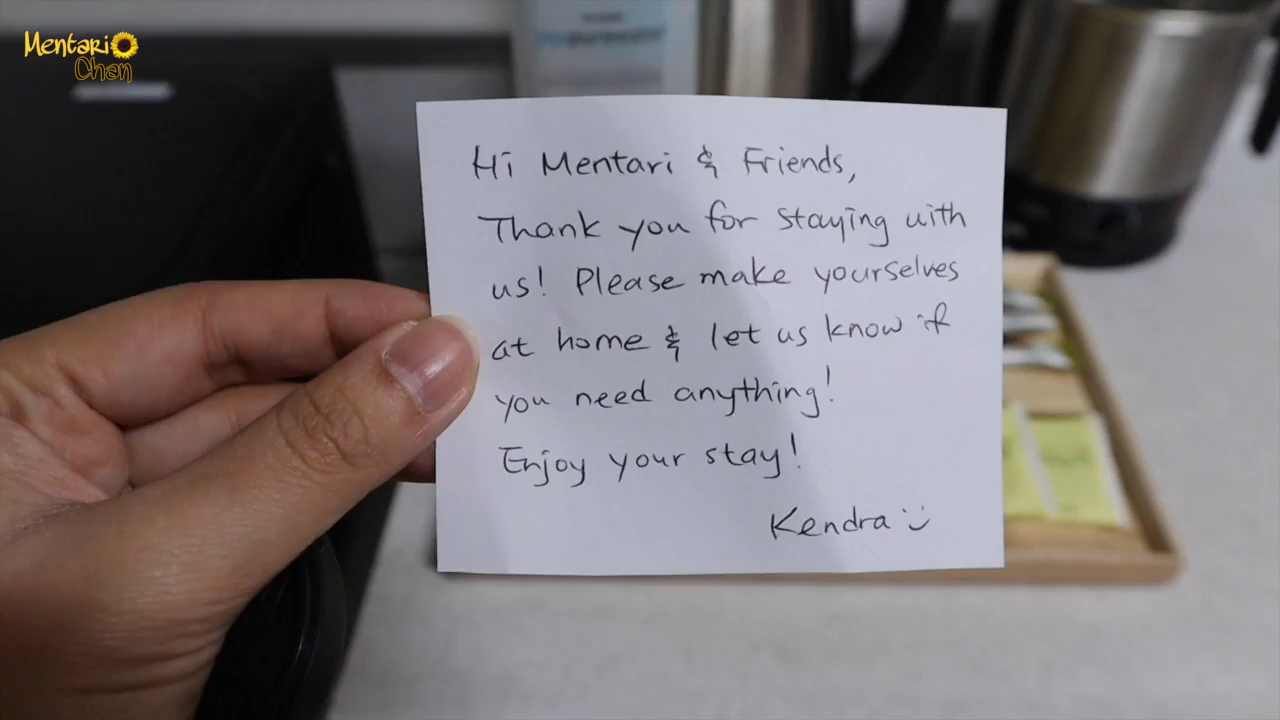 Mentari
Chan
Hi Mentari & Friends,
Thank you for staying with
us! Please make yourselves
at home & let us know if
you need anything!
Enjoy your stay!
Kendra